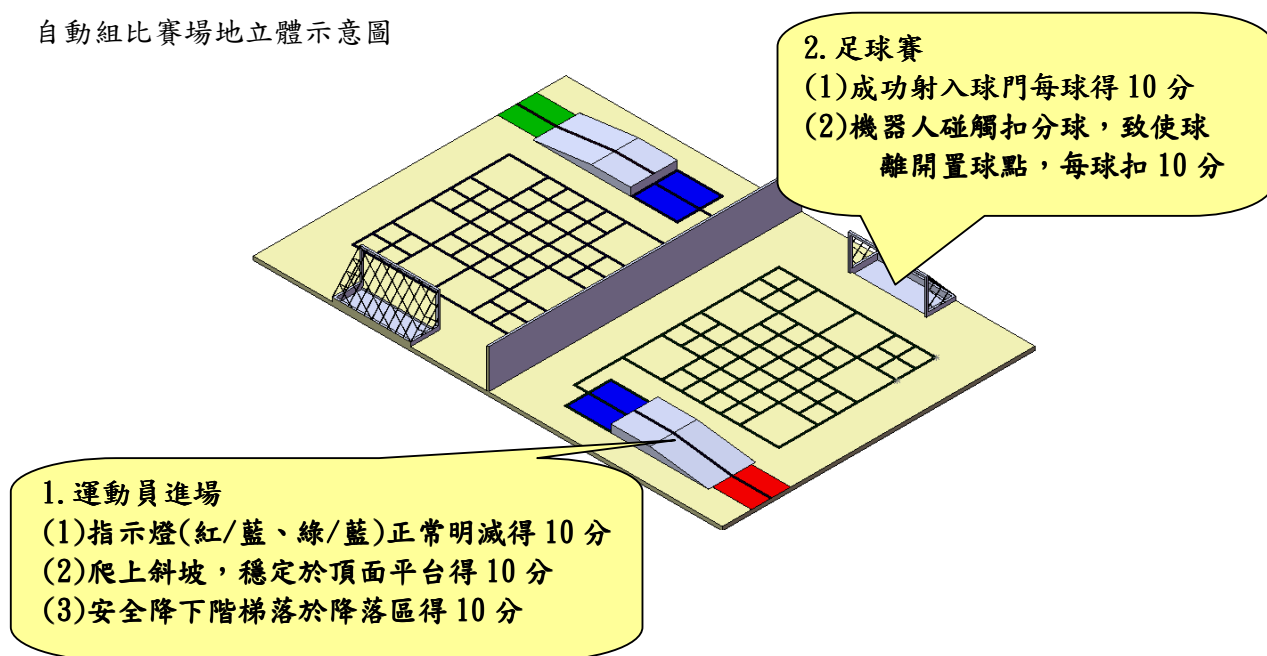 自動組比賽場地立體示意圖
2.足球賽
(1)成功射入球門每球得 10 分
(2)機器人碰觸扣分球，致使球
離開置球點，每球扣 10 分
1.運動員進場
(1)指示燈(紅/藍、綠/藍)正常明滅得 10 分
(2)爬上斜坡，穩定於頂面平台得 10 分
(3)安全降下階梯落於降落區得 10 分